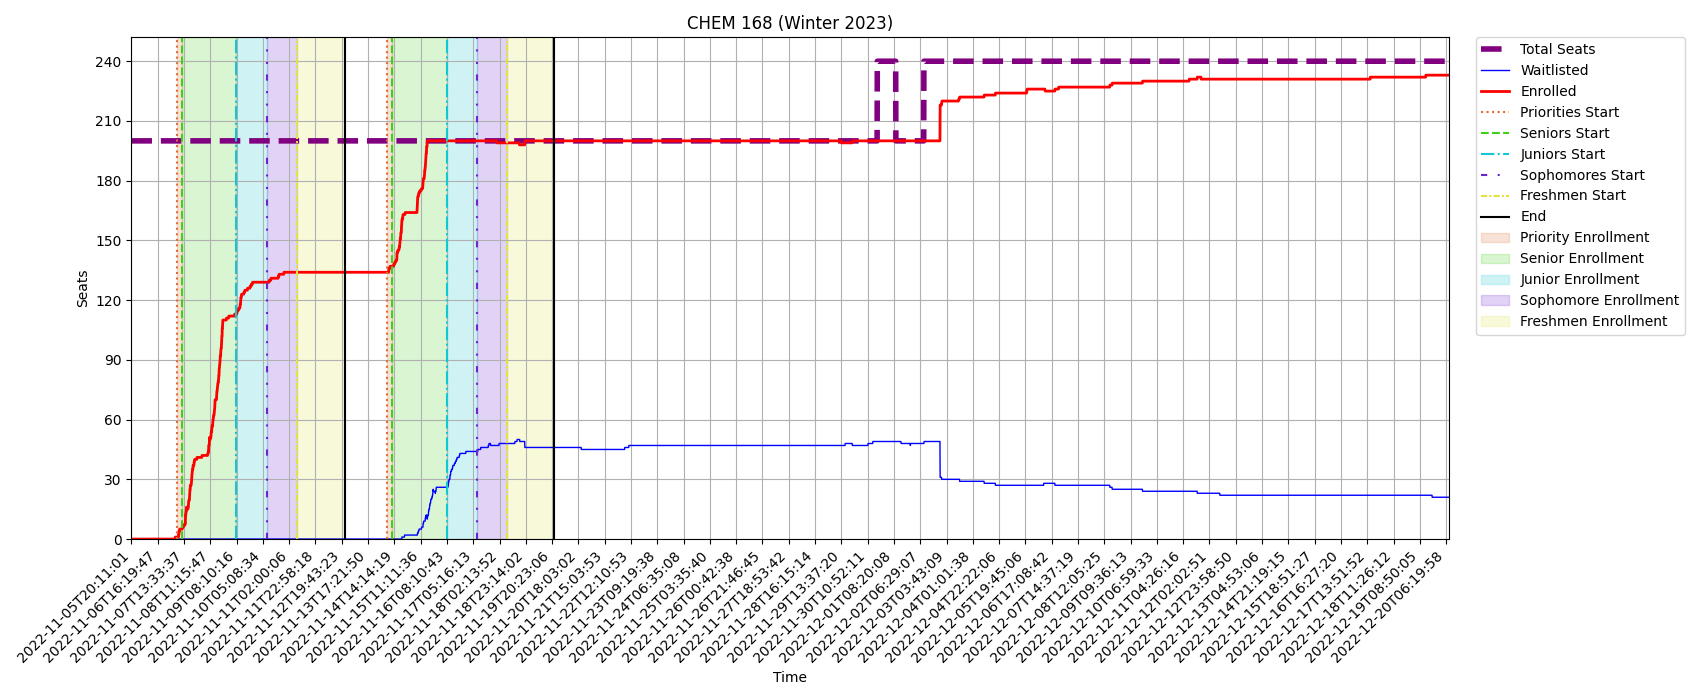 CHEM 168 (Winter 2023)
Seats
240
210
180
150
120
90
60
30
0
2022-11-05T20:11:01
2022-11-06T16:19:47
2022-11-07T13:33:37
2022-11-08T11:15:47
2022-11-09T08:10:16
2022-11-10T05:08:34
2022-11-11T02:00:06
2022-11-11T22:58:18
2022-11-12T19:43:23
2022-11-13T17:21:50
2022-11-14T14:14:19
2022-11-15T11:11:36
2022-11-16T08:10:43
2022-11-17T05:16:13
2022-11-18T02:13:52
2022-11-18T23:14:02
2022-11-19T20:23:06
2022-11-20T18:03:02
2022-11-21T15:03:53
2022-11-22T12:10:53
2022-11-23T09:19:38
2022-11-24T06:35:08
2022-11-25T03:35:40
2022-11-26T00:42:38
2022-11-26T21:46:45
2022-11-27T18:53:42
2022-11-28T16:15:14
2022-11-29T13:37:20
2022-11-30T10:52:11
2022-12-01T08:20:08
2022-12-02T06:29:07
2022-12-03T03:43:09
2022-12-04T01:01:38
2022-12-04T22:22:06
2022-12-05T19:45:06
2022-12-06T17:08:42
2022-12-07T14:37:19
2022-12-08T12:05:25
2022-12-09T09:36:13
2022-12-10T06:59:33
2022-12-11T04:26:16
2022-12-12T02:02:51
2022-12-12T23:58:50
2022-12-13T04:53:06
2022-12-14T21:19:15
2022-12-15T18:51:27
2022-12-16T16:27:20
2022-12-17T13:51:52
2022-12-18T11:26:12
2022-12-19T08:50:05
2022-12-20T06:19:58
Time
Total Seats
Waitlisted
Enrolled
Priorities Start
Seniors Start
Juniors Start
Sophomores Start
Freshmen Start
End
Priority Enrollment
Senior Enrollment
Junior Enrollment
Sophomore Enrollment
Freshmen Enrollment